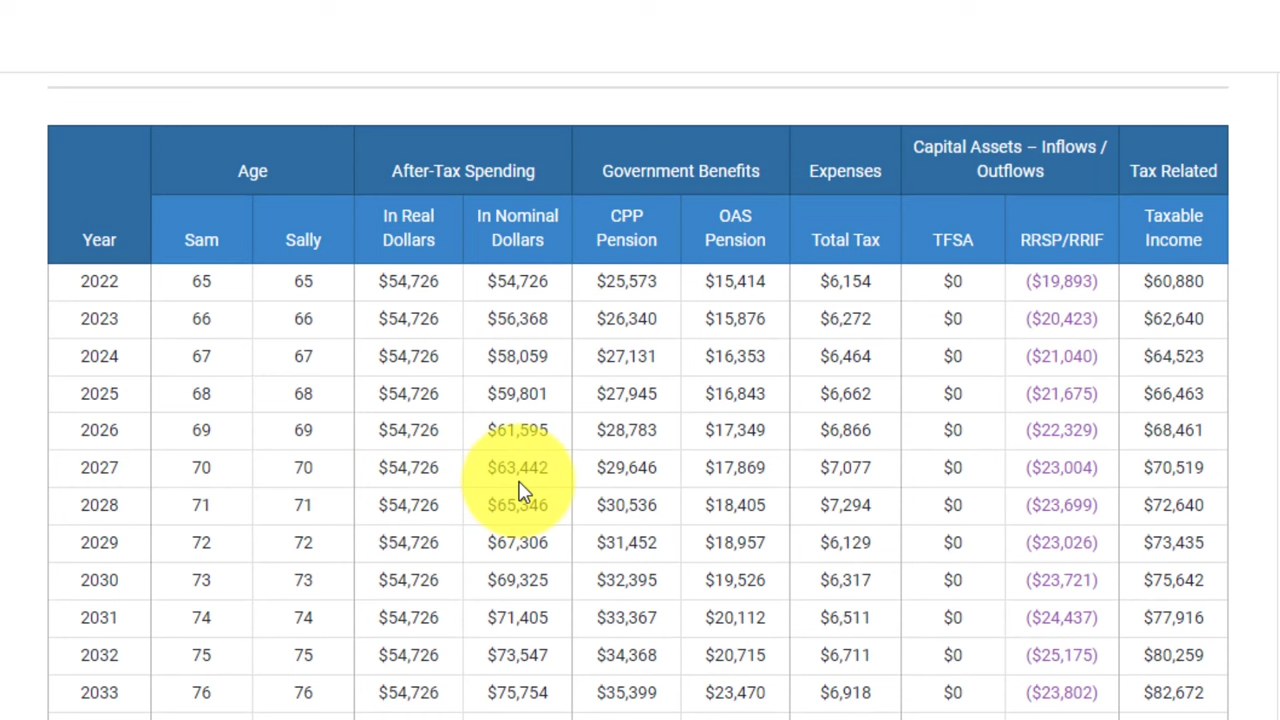 Age After-Tax Spending Government Benefits Expenses Capital Assets – Inflows / Outflows Tax Related
Year Sam Sally In Real Dollars In Nominal Dollars CPP Pension OAS Pension Total Tax TFSA RRSP/RRIF Taxable Income
2022 65 65 $54,726 $54,726 $25,573 $15,414 $6,154 $0 ($19,893) $60,880
2023 66 66 $54,726 $56,368 $26,340 $15,876 $6,272 $0 ($20,423) $62,640
2024 67 67 $54,726 $58,059 $27,131 $16,353 $6,464 $0 ($21,040) $64,523
2025 68 68 $54,726 $59,801 $27,945 $16,843 $6,662 $0 ($21,675) $66,463
2026 69 69 $54,726 $61,595 $28,783 $17,349 $6,866 $0 ($22,329) $68,461
2027 70 70 $54,726 $63,442 $29,646 $17,869 $7,077 $0 ($23,004) $70,519
2028 71 71 $54,726 $65,346 $30,536 $18,405 $7,294 $0 ($23,699) $72,640
2029 72 72 $54,726 $67,306 $31,452 $18,957 $6,129 $0 ($23,026) $73,435
2030 73 73 $54,726 $69,325 $32,395 $19,526 $6,317 $0 ($23,721) $75,642
2031 74 74 $54,726 $71,405 $33,367 $20,112 $6,511 $0 ($24,437) $77,916
2032 75 75 $54,726 $73,547 $34,368 $20,715 $6,711 $0 ($25,175) $80,259
2033 76 76 $54,726 $75,754 $35,399 $23,470 $6,918 $0 ($23,802) $82,672